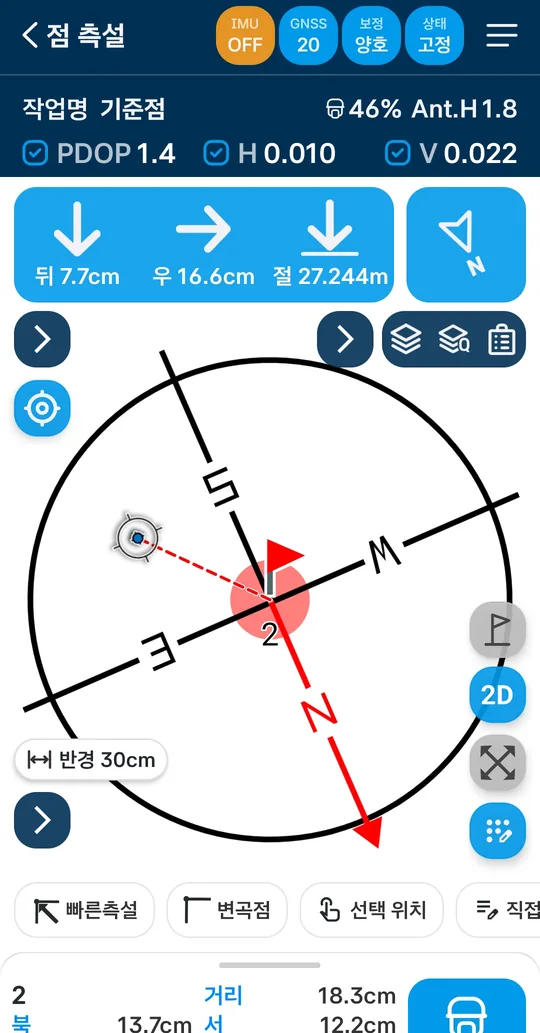 점 측설
IMU OFF
GNSS 20
보정 양호
상태 고정
작업명 기준점
46% Ant.H 1.8
PDOP 1.4
H 0.010
V 0.022
뒤 7.7cm
우 16.6cm
절 27.244m
N
S
W
E
2
N
2D
반경 30cm
빠른측설
변곡점
선택 위치
직접
2
거리 18.3cm
북 13.7cm
서 12.2cm